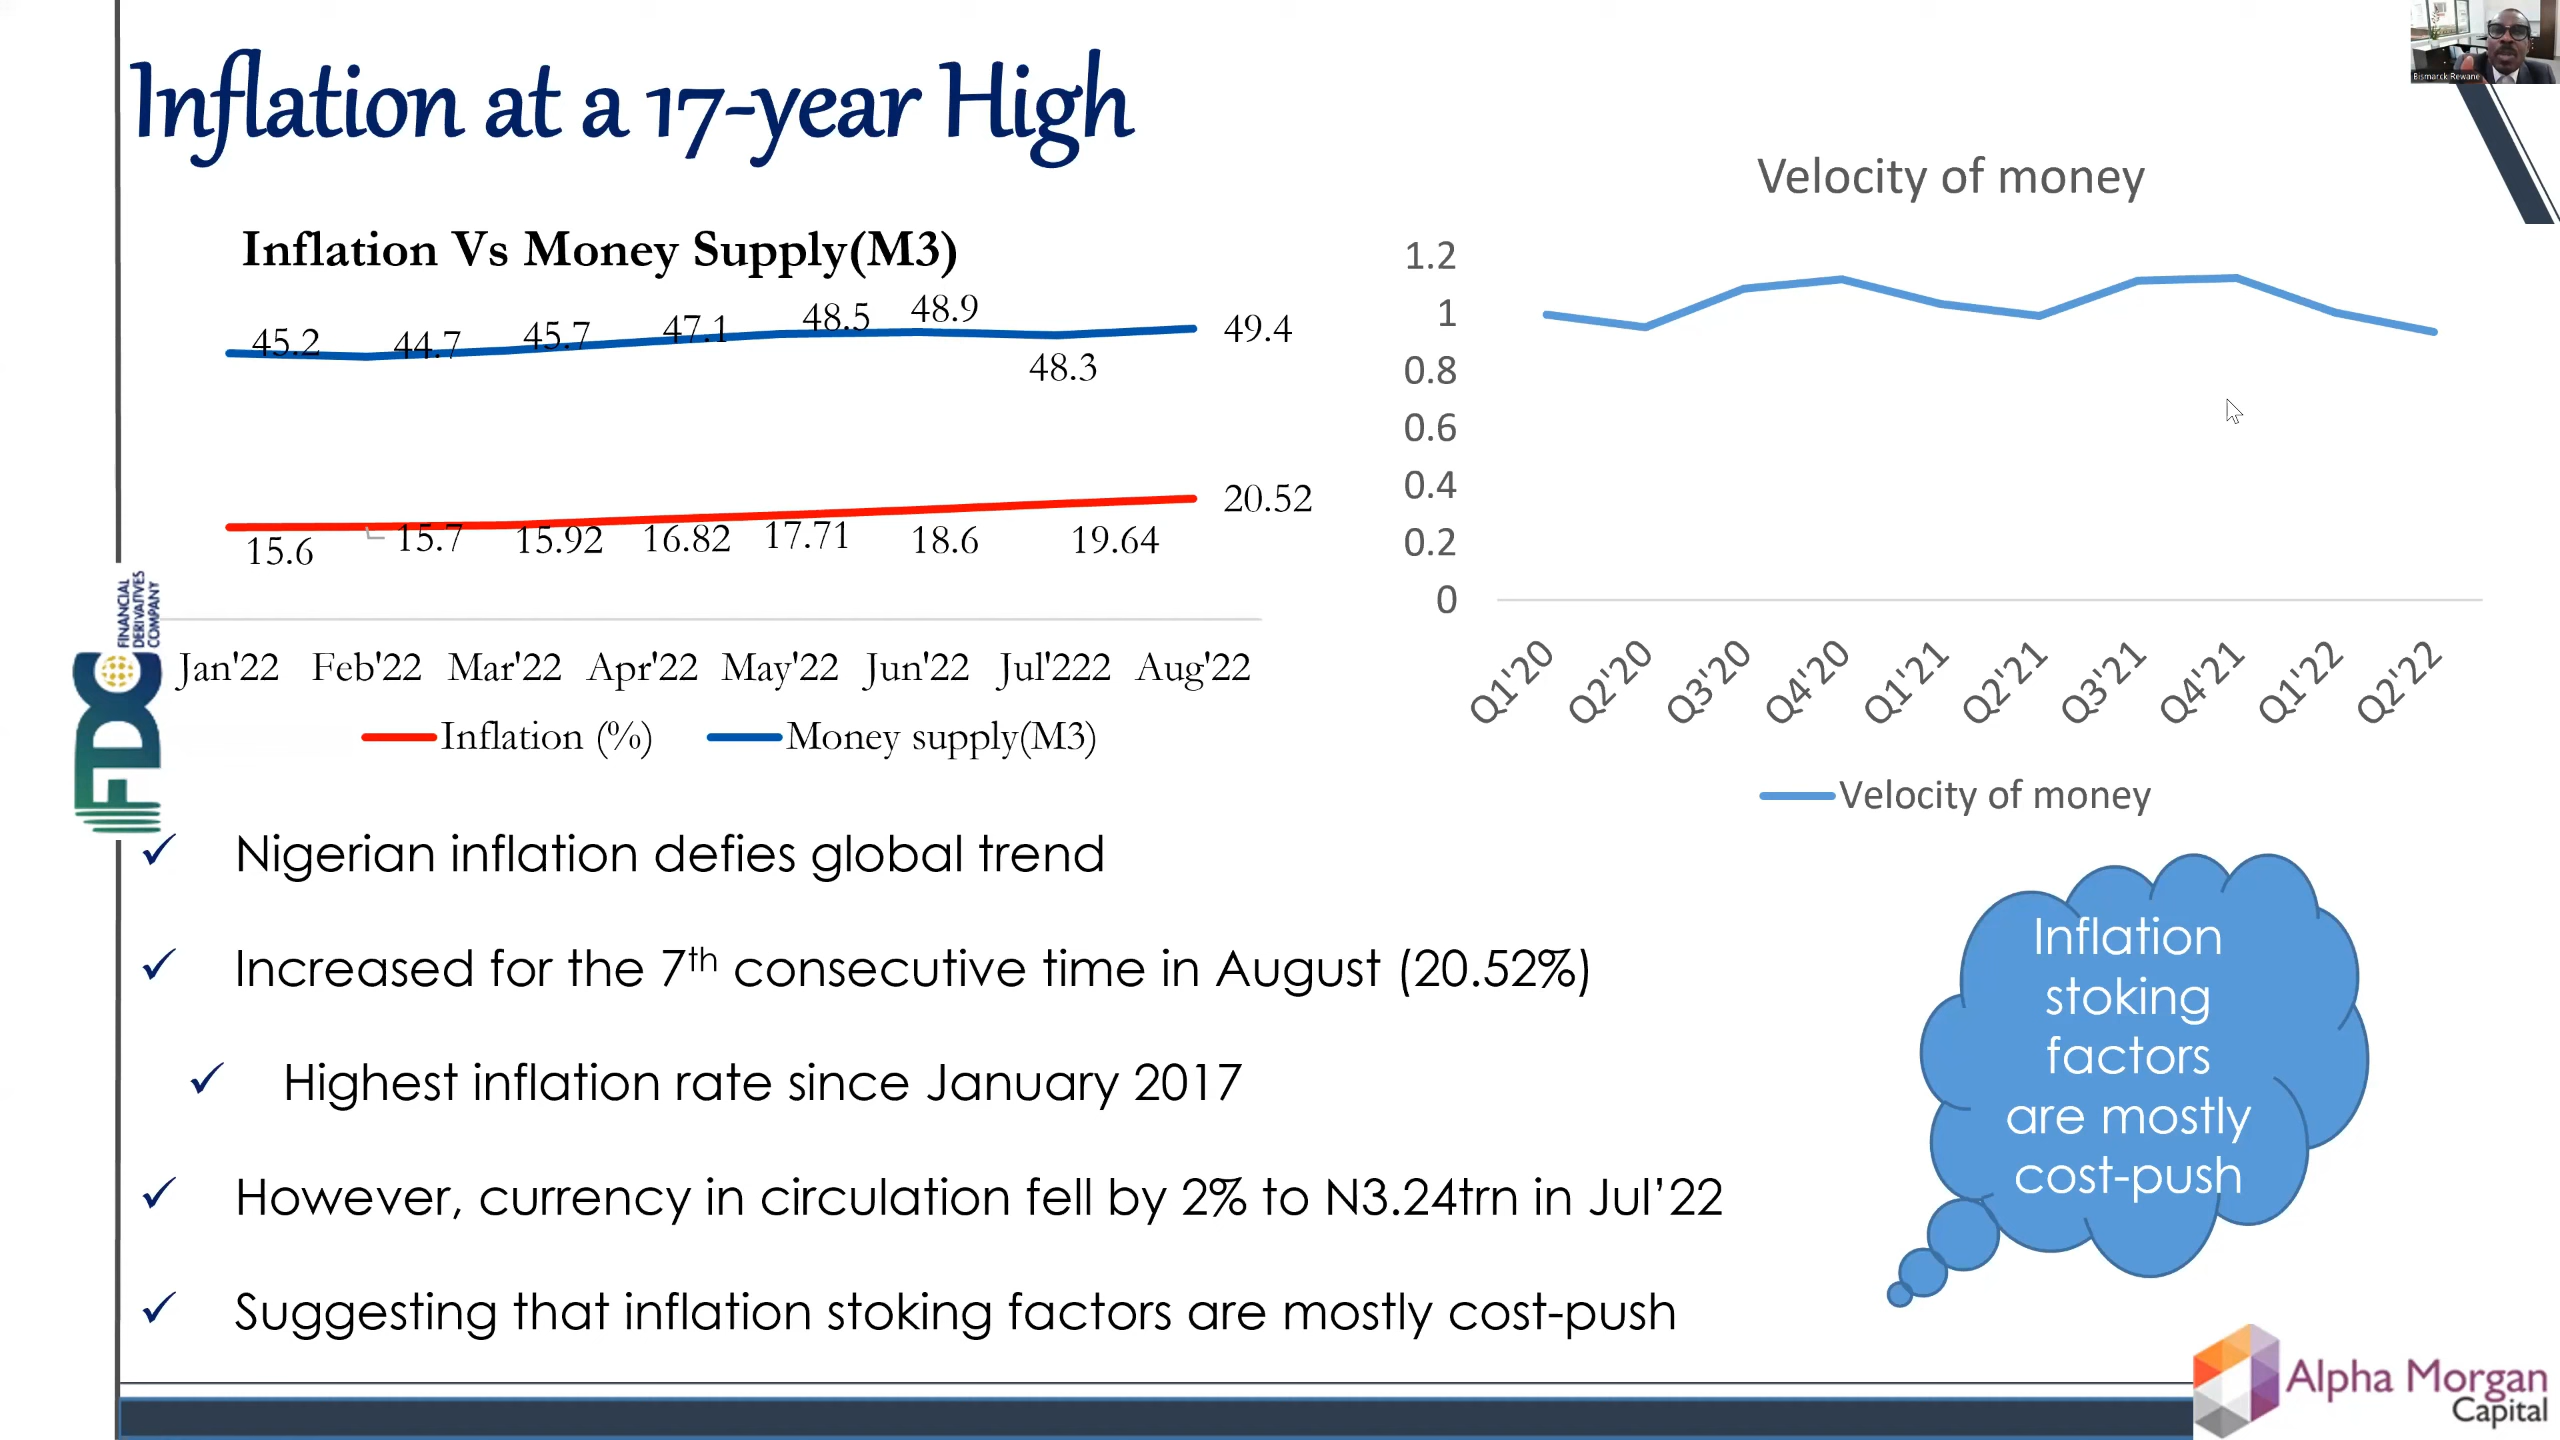 Bismarck Rewane
Inflation at a 17-year High
Inflation Vs Money Supply(M3)
45.2 44.7 45.7 47.1 48.5 48.9 48.3 49.4
15.6 15.7 15.92 16.82 17.71 18.6 19.64 20.52
Jan'22 Feb'22 Mar'22 Apr'22 May'22 Jun'22 Jul'222 Aug'22
Inflation (%) Money supply(M3)
Velocity of money
1.2
1
0.8
0.6
0.4
0.2
0
Q1'20 Q2'20 Q3'20 Q4'20 Q1'21 Q2'21 Q3'21 Q4'21 Q1'22 Q2'22
Velocity of money
FDC
FINANCIAL
DERIVATIVES
COMPANY
✓ Nigerian inflation defies global trend
✓ Increased for the 7th consecutive time in August (20.52%)
✓ Highest inflation rate since January 2017
✓ However, currency in circulation fell by 2% to N3.24trn in Jul’22
✓ Suggesting that inflation stoking factors are mostly cost-push
Inflation
stoking
factors
are mostly
cost-push
Alpha Morgan
Capital